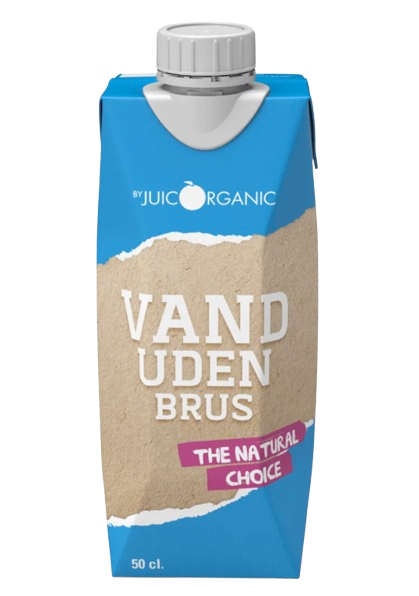 BY JUICORGANIC
VAND
UDEN
BRUS
THE NATURAL
CHOICE
50 cl.